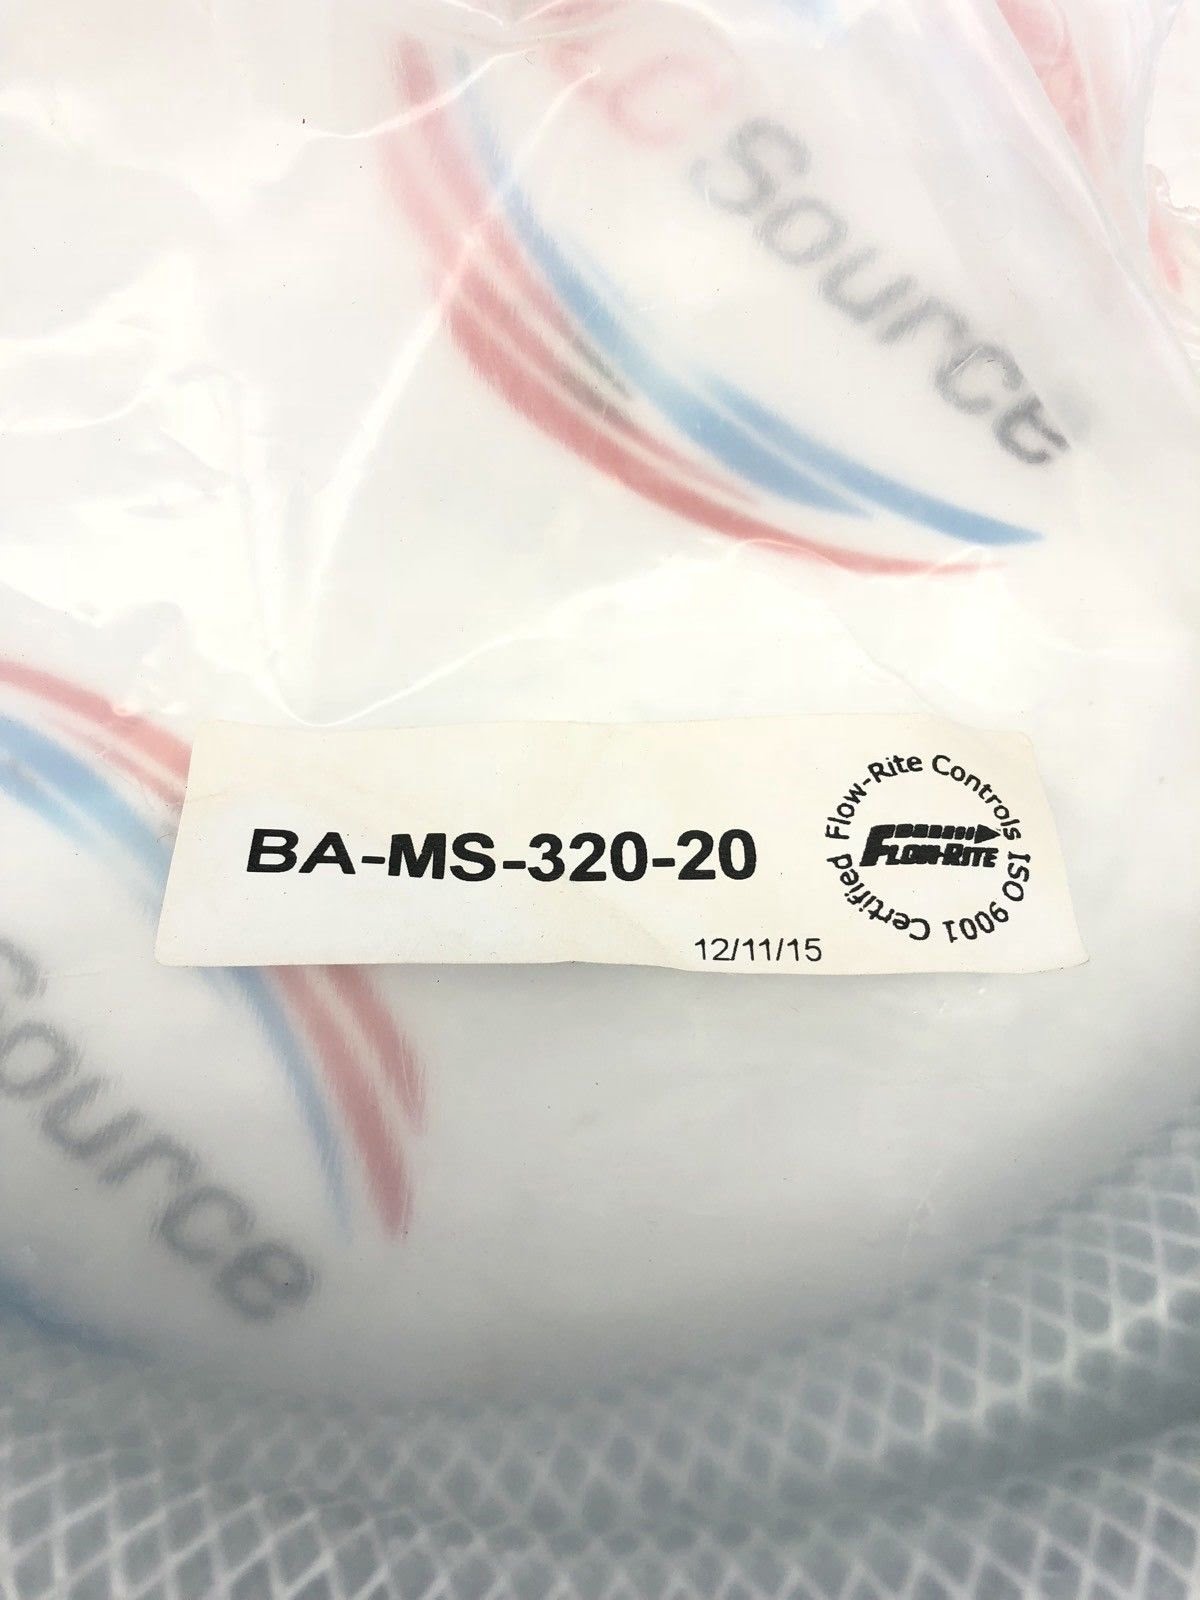 Source
BA-MS-320-20
12/11/15
Flow-Rite Controls ISO 9001 Certified
FLOW-RITE
Source